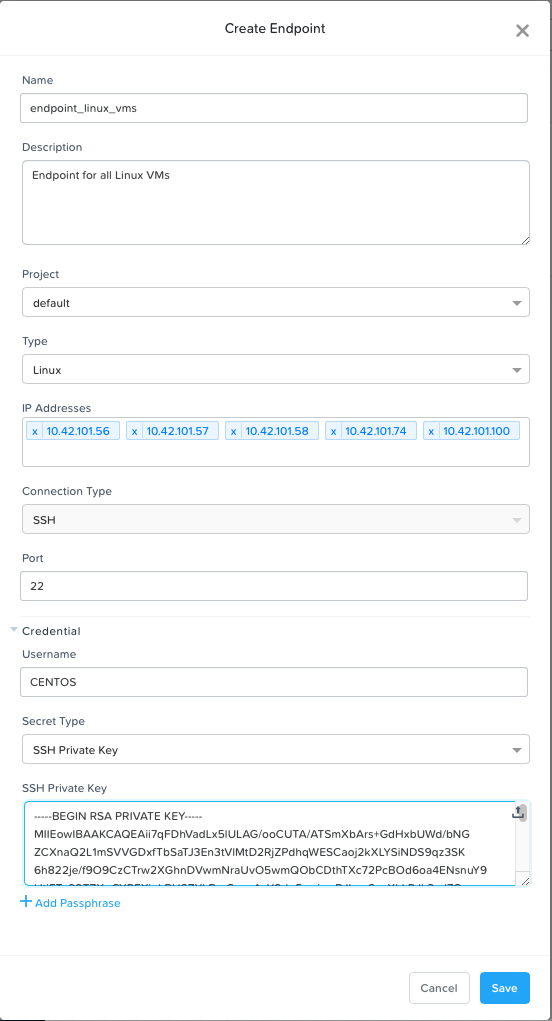 Create Endpoint
Name
endpoint_linux_vms
Description
Endpoint for all Linux VMs
Project
default
Type
Linux
IP Addresses
x 10.42.101.56 x 10.42.101.57 x 10.42.101.58 x 10.42.101.74 x 10.42.101.100
Connection Type
SSH
Port
22
Credential
Username
CENTOS
Secret Type
SSH Private Key
SSH Private Key
-----BEGIN RSA PRIVATE KEY-----
MIIEowIBAAKCAQEAii7qFDhVadLx5lULAG/ooCUTA/ATSmXbArs+GdHxbUWd/bNG
ZCXnaQ2L1mSVVGDxfTbSaTJ3En3tVlMtD2RjZPdhqWESCaoj2kXLYSiNDS9qz3SK
6h822je/f9O9CzCTrw2XGhnDVwmNraUvO5wmQObCDthTXc72PcBOd6oa4ENsnuY9
Add Passphrase
Cancel
Save